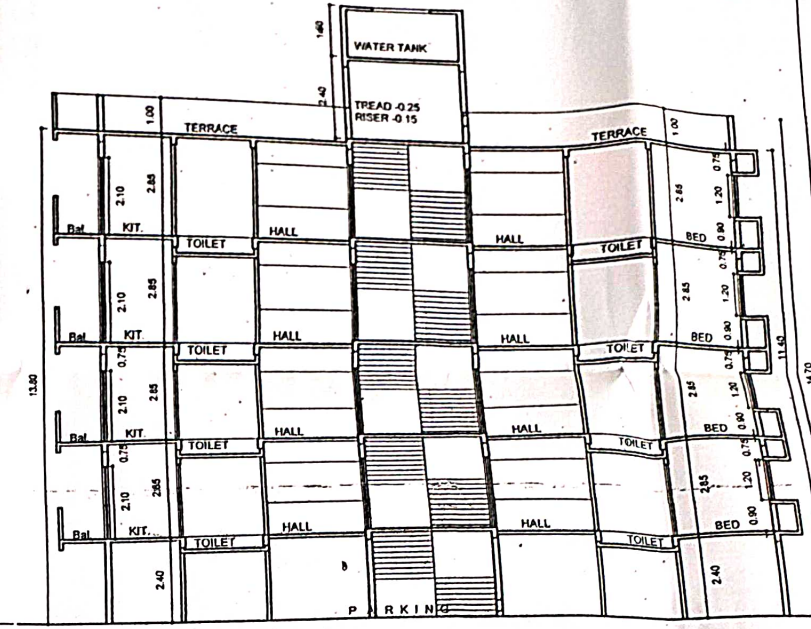 1.60
WATER TANK
2.40
TREAD -0.25
RISER -0.15
1.00
TERRACE
TERRACE
1.00
2.10
2.85
2.85
0.75
1.20
0.90
Bal.
KIT.
TOILET
HALL
HALL
TOILET
BED
0.75
2.10
2.85
2.85
1.20
0.90
Bal.
KIT.
TOILET
HALL
HALL
TOILET
BED
0.75
0.75
13.80
11.40
2.10
2.85
2.85
1.20
0.90
Bal.
KIT.
TOILET
HALL
HALL
TOILET
BED
0.75
0.75
2.10
2.85
2.85
1.20
0.90
Bal.
KIT.
TOILET
HALL
HALL
TOILET
BED
2.40
2.40
PARKING